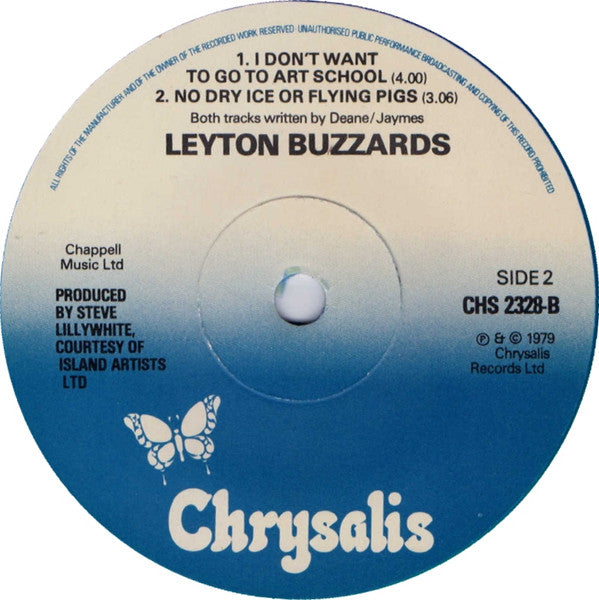 ALL RIGHTS OF THE MANUFACTURER AND OF THE OWNER OF THE RECORDED WORK RESERVED · UNAUTHORISED PUBLIC PERFORMANCE BROADCASTING AND COPYING OF THIS RECORD PROHIBITED
1. I DON'T WANT
TO GO TO ART SCHOOL (4.00)
2. NO DRY ICE OR FLYING PIGS (3.06)
Both tracks written by Deane/Jaymes
LEYTON BUZZARDS
Chappell
Music Ltd
PRODUCED
BY STEVE
LILLYWHITE,
COURTESY OF
ISLAND ARTISTS
LTD
SIDE 2
CHS 2328-B
℗ & © 1979
Chrysalis
Records Ltd
Chrysalis